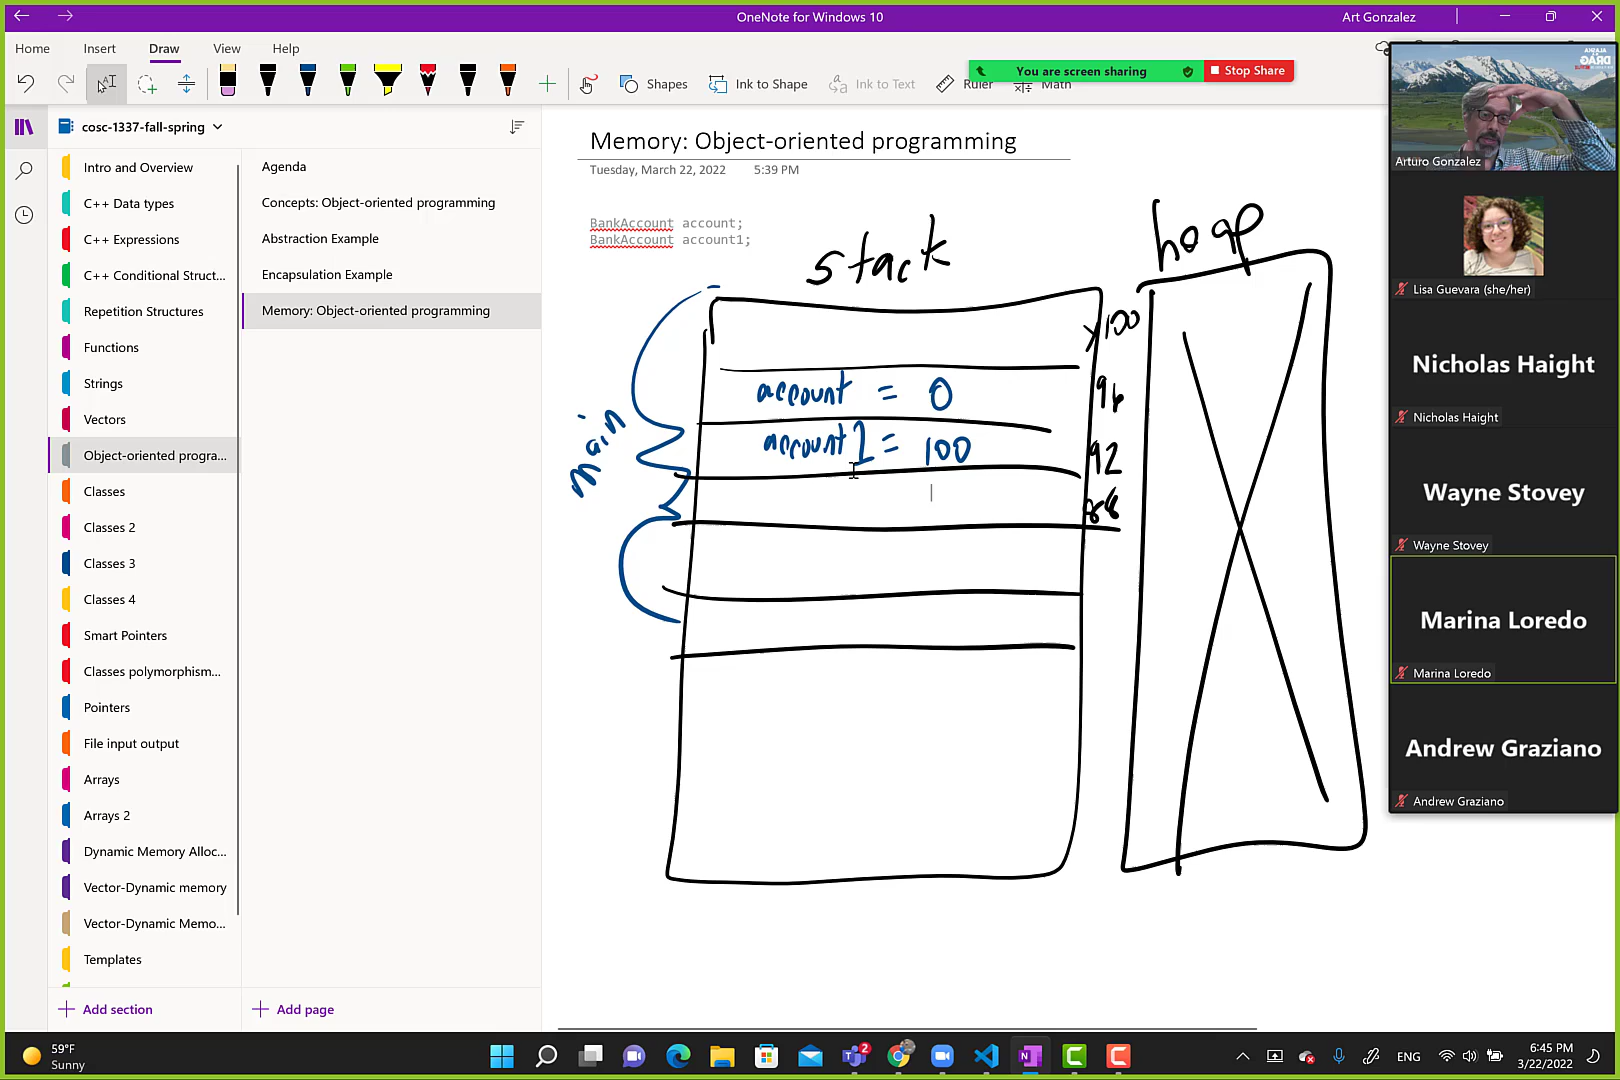 OneNote for Windows 10
Art Gonzalez
Home
Insert
Draw
View
Help
You are screen sharing
Stop Share
Shapes
Ink to Shape
Ink to Text
Ruler
Math
cosc-1337-fall-spring
Intro and Overview
C++ Data types
C++ Expressions
C++ Conditional Struct...
Repetition Structures
Functions
Strings
Vectors
Object-oriented progra...
Classes
Classes 2
Classes 3
Classes 4
Smart Pointers
Classes polymorphism...
Pointers
File input output
Arrays
Arrays 2
Dynamic Memory Alloc...
Vector-Dynamic memory
Vector-Dynamic Memo...
Templates
Add section
Agenda
Concepts: Object-oriented programming
Abstraction Example
Encapsulation Example
Memory: Object-oriented programming
Add page
Memory: Object-oriented programming
Tuesday, March 22, 2022 5:39 PM
BankAccount account;
BankAccount account1;
stack
heap
x100
account = 0
96
account1 = 100
92
88
main
Arturo Gonzalez
Lisa Guevara (she/her)
Nicholas Haight
Nicholas Haight
Wayne Stovey
Wayne Stovey
Marina Loredo
Marina Loredo
Andrew Graziano
Andrew Graziano
59°F
Sunny
2
ENG
6:45 PM
3/22/2022